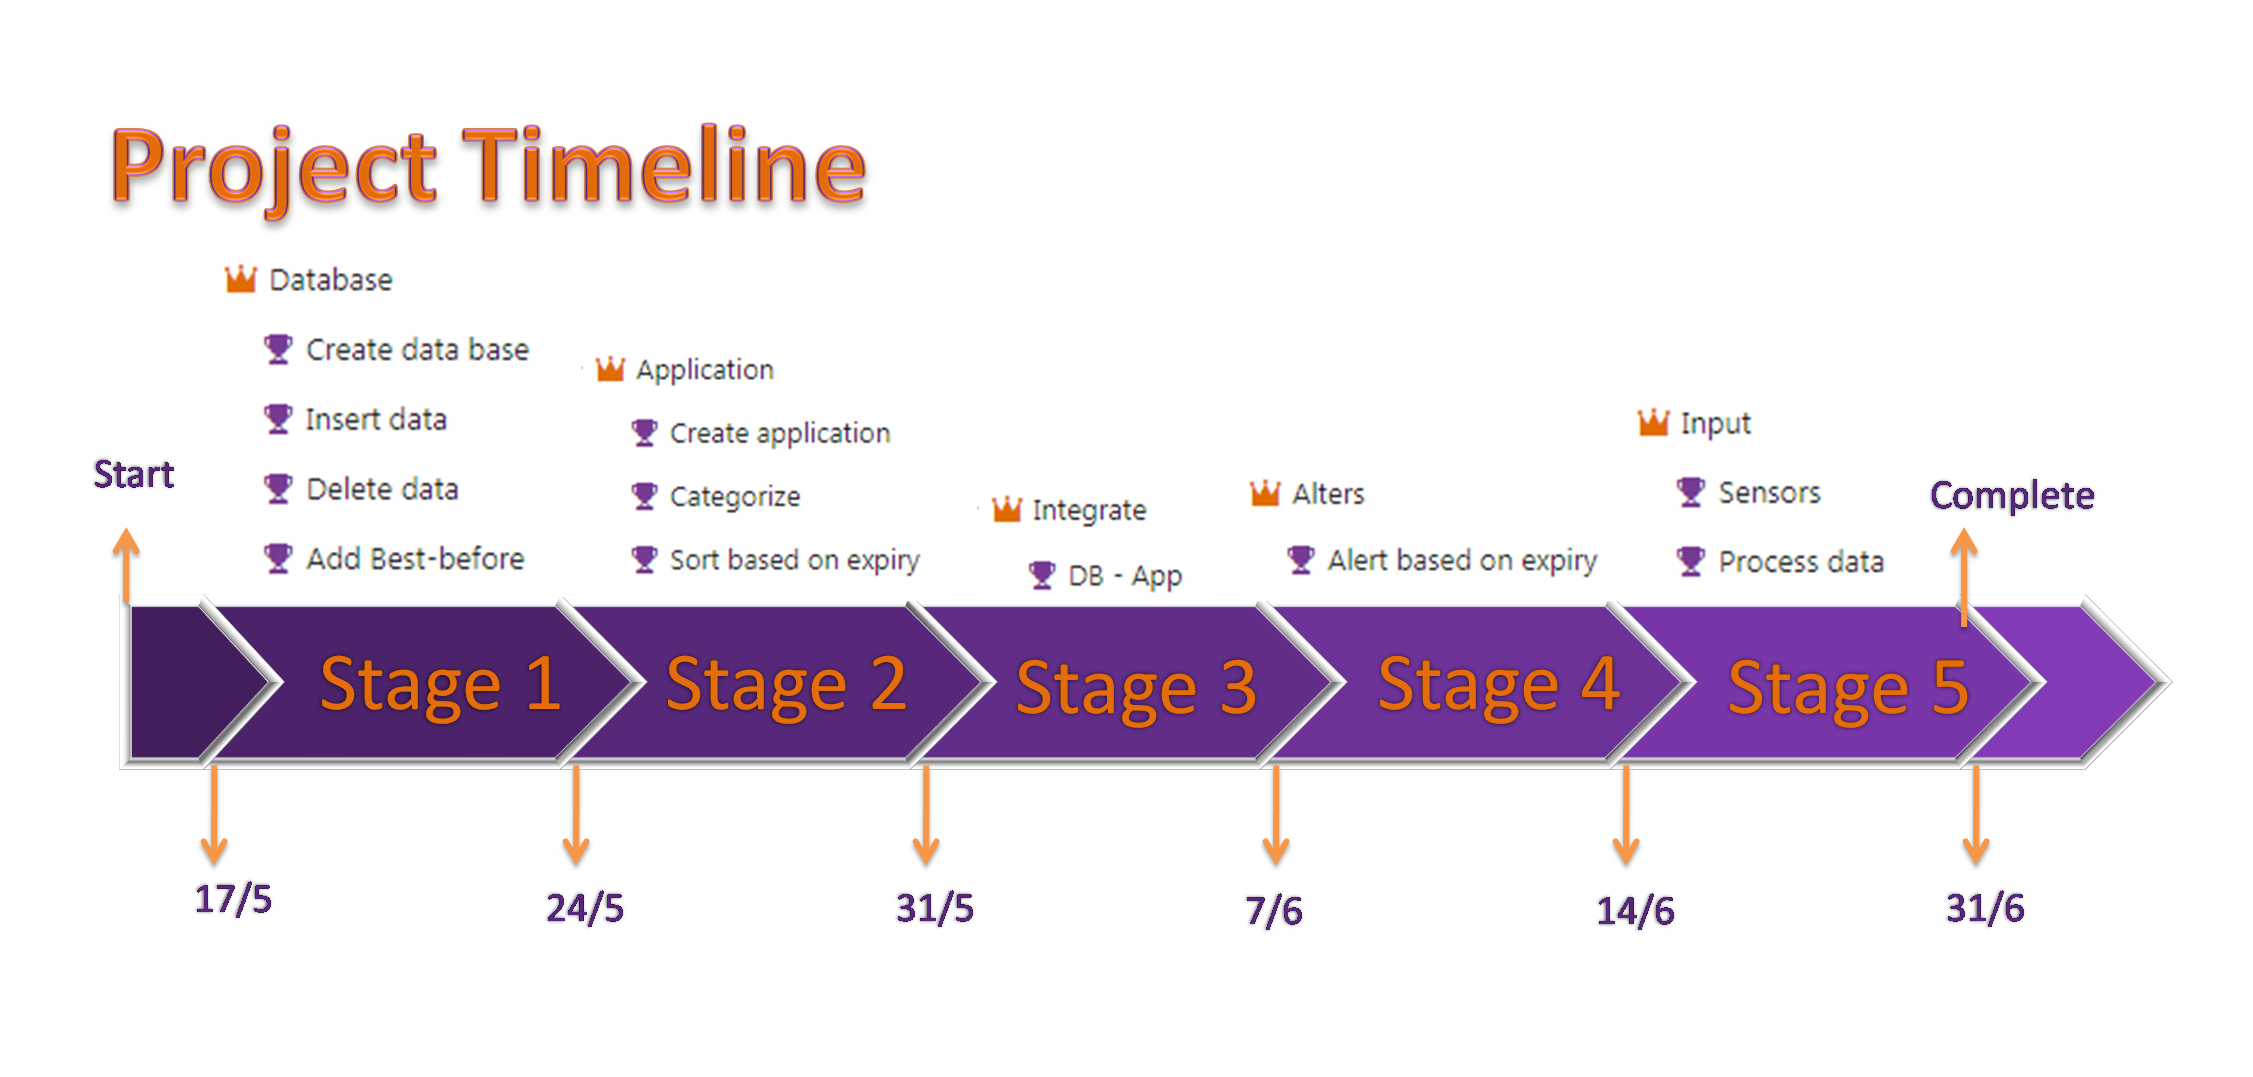 Project Timeline
Database
Create data base
Insert data
Delete data
Add Best-before
Application
Create application
Categorize
Sort based on expiry
Integrate
DB - App
Alters
Alert based on expiry
Input
Sensors
Process data
Start
Complete
Stage 1
Stage 2
Stage 3
Stage 4
Stage 5
17/5
24/5
31/5
7/6
14/6
31/6